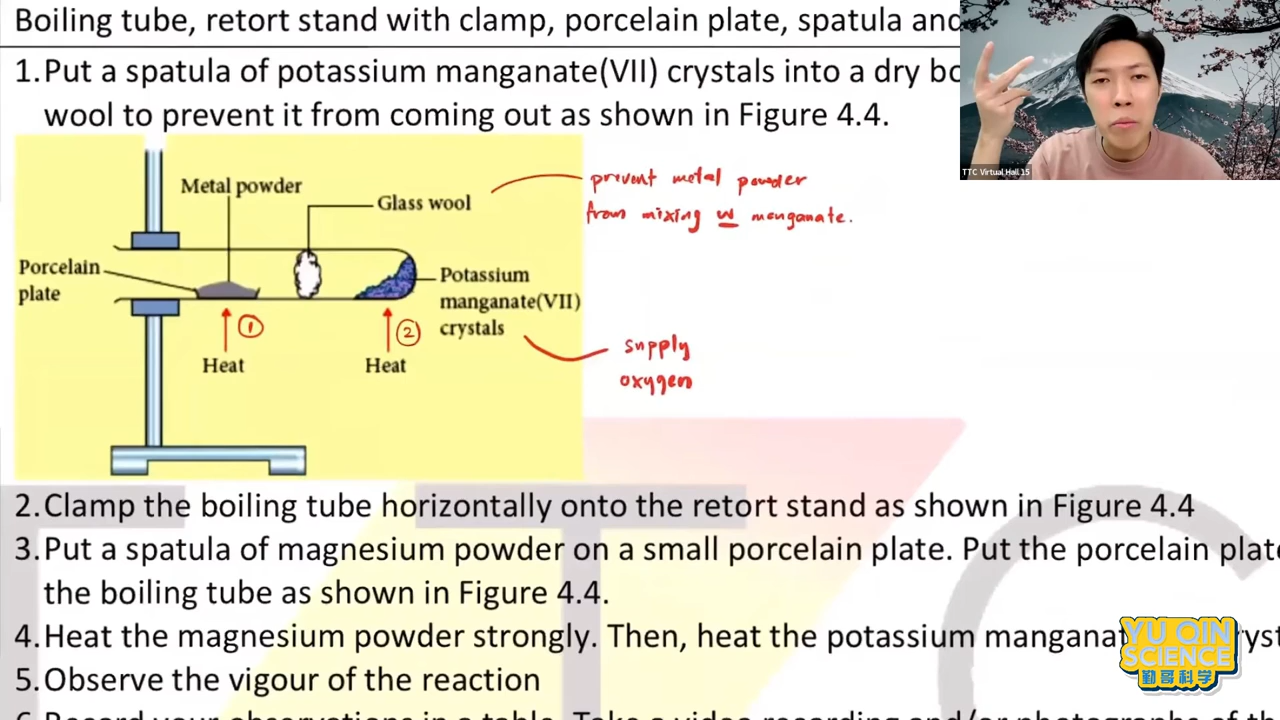 Boiling tube, retort stand with clamp, porcelain plate, spatula and
1.Put a spatula of potassium manganate(VII) crystals into a dry
wool to prevent it from coming out as shown in Figure 4.4.
TTC Virtual Hall 15
Metal powder
Glass wool
prevent metal powder
from mixing w manganate.
Porcelain
plate
Potassium
manganate(VII)
crystals
①
②
Heat
Heat
supply
oxygen
2.Clamp the boiling tube horizontally onto the retort stand as shown in Figure 4.4
3.Put a spatula of magnesium powder on a small porcelain plate. Put the porcelain plate
the boiling tube as shown in Figure 4.4.
4.Heat the magnesium powder strongly. Then, heat the potassium
5.Observe the vigour of the reaction
YU QIN
SCIENCE
勤哥科学